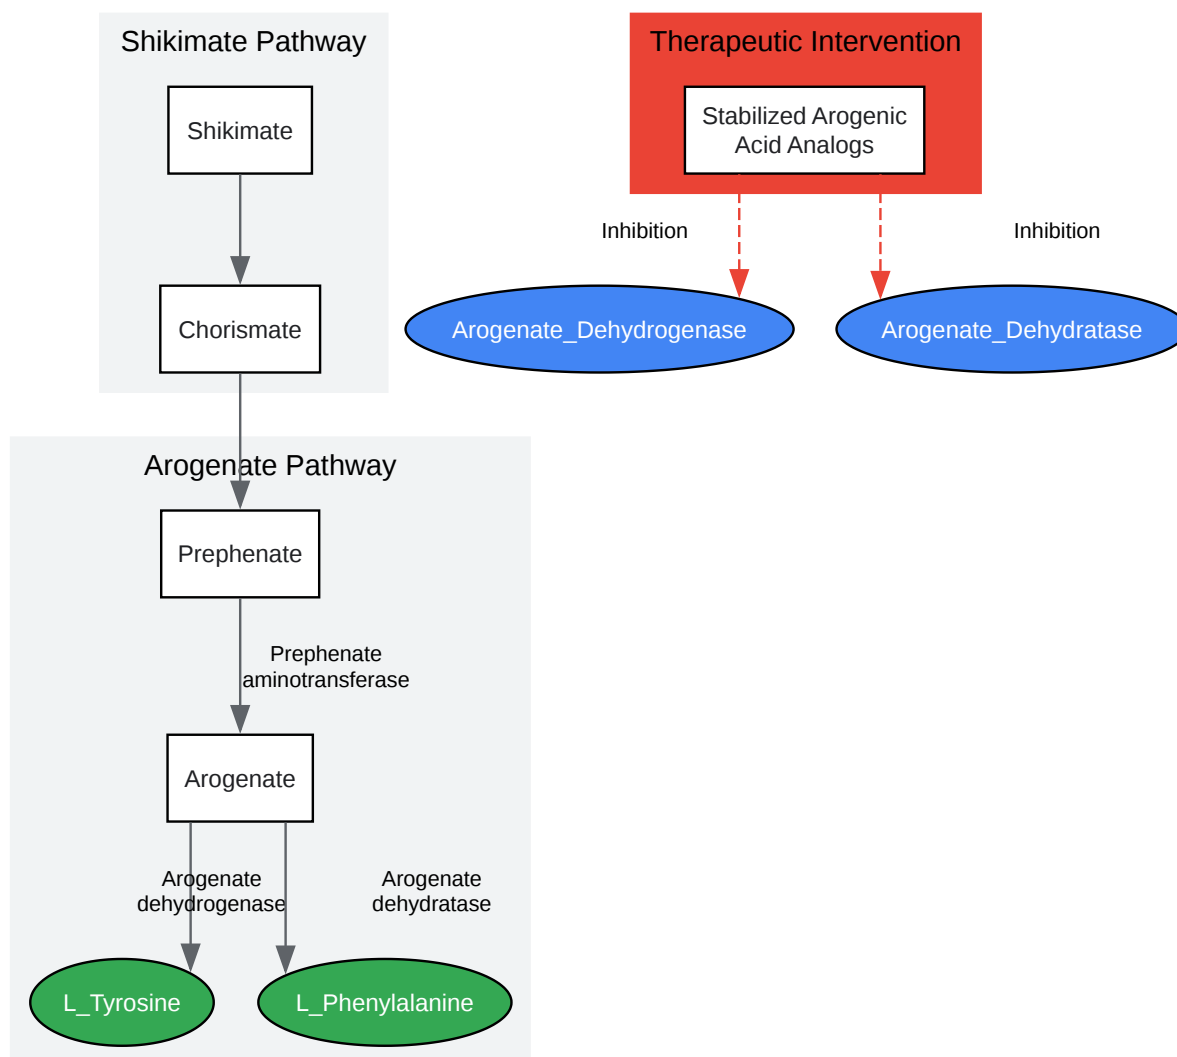 Shikimate Pathway
Shikimate
Chorismate
Therapeutic Intervention
Stabilized Arogenic
Acid Analogs
Inhibition
Inhibition
Arogenate_Dehydrogenase
Arogenate_Dehydratase
Arogenate Pathway
Prephenate
Prephenate
aminotransferase
Arogenate
Arogenate
dehydrogenase
Arogenate
dehydratase
L_Tyrosine
L_Phenylalanine